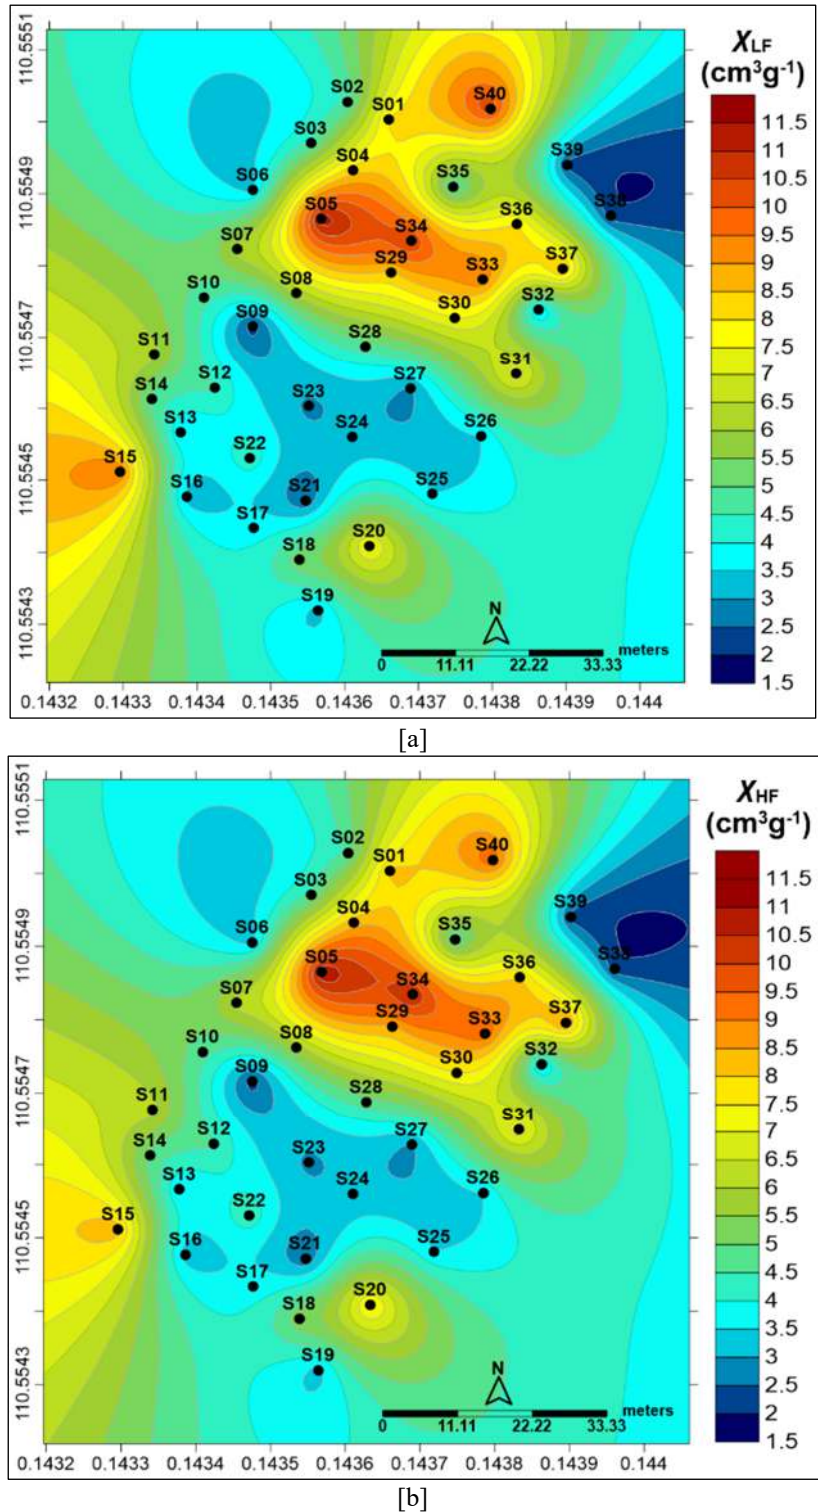 χLF
(cm³g⁻¹)
110.5551
110.5549
110.5547
110.5545
110.5543
S02
S01
S40
S03
S04
S39
S35
S06
S38
S05
S36
S34
S07
S29
S37
S33
S08
S10
S32
S30
S09
S28
S11
S31
S12
S27
S14
S23
S13
S24
S26
S22
S15
S16
S21
S25
S17
S20
S18
S19
N
meters
0 11.11 22.22 33.33
0.1432 0.1433 0.1434 0.1435 0.1436 0.1437 0.1438 0.1439 0.144
11.5
11
10.5
10
9.5
9
8.5
8
7.5
7
6.5
6
5.5
5
4.5
4
3.5
3
2.5
2
1.5
[a]
χHF
(cm³g⁻¹)
110.5551
110.5549
110.5547
110.5545
110.5543
S02
S01
S40
S03
S04
S39
S35
S06
S38
S05
S36
S34
S07
S29
S37
S33
S08
S10
S32
S30
S09
S28
S11
S31
S12
S27
S14
S23
S13
S24
S26
S22
S15
S16
S21
S25
S17
S20
S18
S19
N
meters
0 11.11 22.22 33.33
0.1432 0.1433 0.1434 0.1435 0.1436 0.1437 0.1438 0.1439 0.144
11.5
11
10.5
10
9.5
9
8.5
8
7.5
7
6.5
6
5.5
5
4.5
4
3.5
3
2.5
2
1.5
[b]